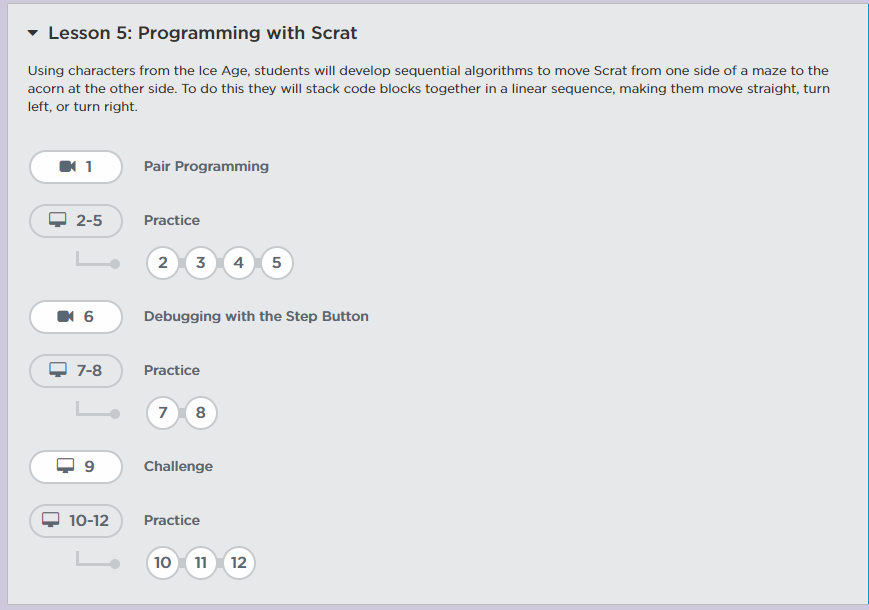 Lesson 5: Programming with Scrat
Using characters from the Ice Age, students will develop sequential algorithms to move Scrat from one side of a maze to the
acorn at the other side. To do this they will stack code blocks together in a linear sequence, making them move straight, turn
left, or turn right.
1 Pair Programming
2-5 Practice
2 3 4 5
6 Debugging with the Step Button
7-8 Practice
7 8
9 Challenge
10-12 Practice
10 11 12